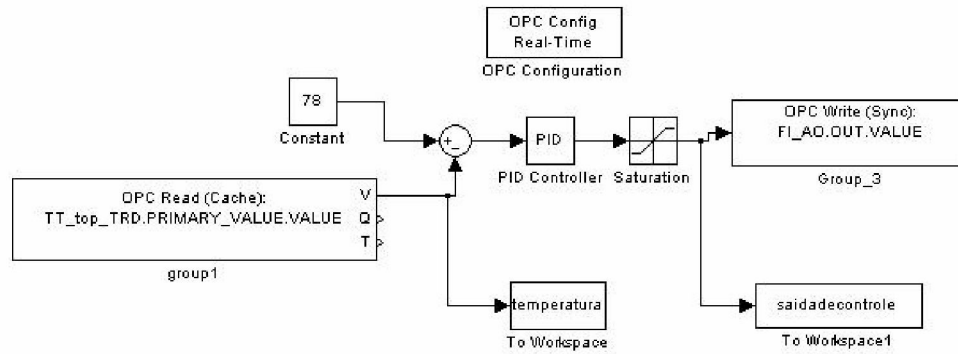 OPC Config
Real-Time
OPC Configuration
78
Constant
+
-
PID
PID Controller
Saturation
OPC Write (Sync):
FI_AO.OUT.VALUE
Group_3
OPC Read (Cache):
TT_top_TRD.PRIMARY_VALUE.VALUE
V
Q
T
group1
temperatura
To Workspace
saidadecontrole
To Workspace1